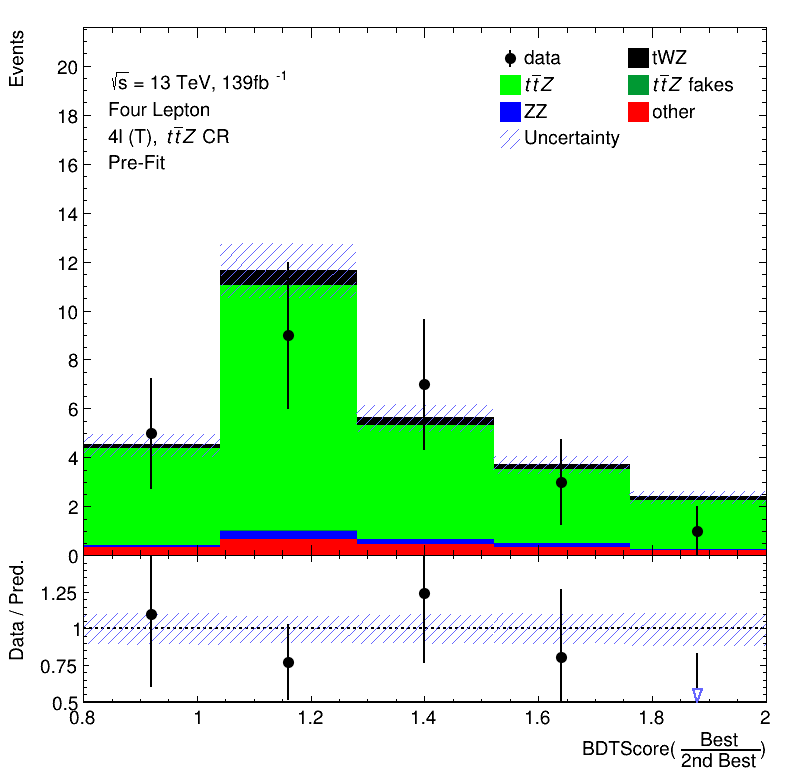 Events
20
18
16
14
12
10
8
6
4
2
0
√s = 13 TeV, 139fb⁻¹
Four Lepton
4l (T), tt̅Z CR
Pre-Fit
data
tWZ
tt̅Z
tt̅Z fakes
ZZ
other
Uncertainty
Data / Pred.
1.25
1
0.75
0.5
0.8 1 1.2 1.4 1.6 1.8 2
BDTScore(Best/2nd Best)